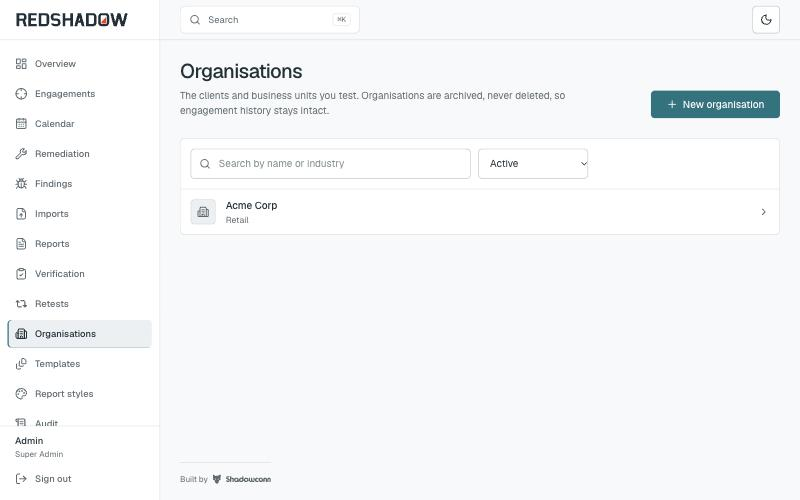 REDSHADOW
Search
⌘K
Overview
Engagements
Calendar
Remediation
Findings
Imports
Reports
Verification
Retests
Organisations
Templates
Report styles
Audit
Admin
Super Admin
Sign out
Organisations
The clients and business units you test. Organisations are archived, never deleted, so
engagement history stays intact.
New organisation
Search by name or industry
Active
Acme Corp
Retail
Built by Shadowconn